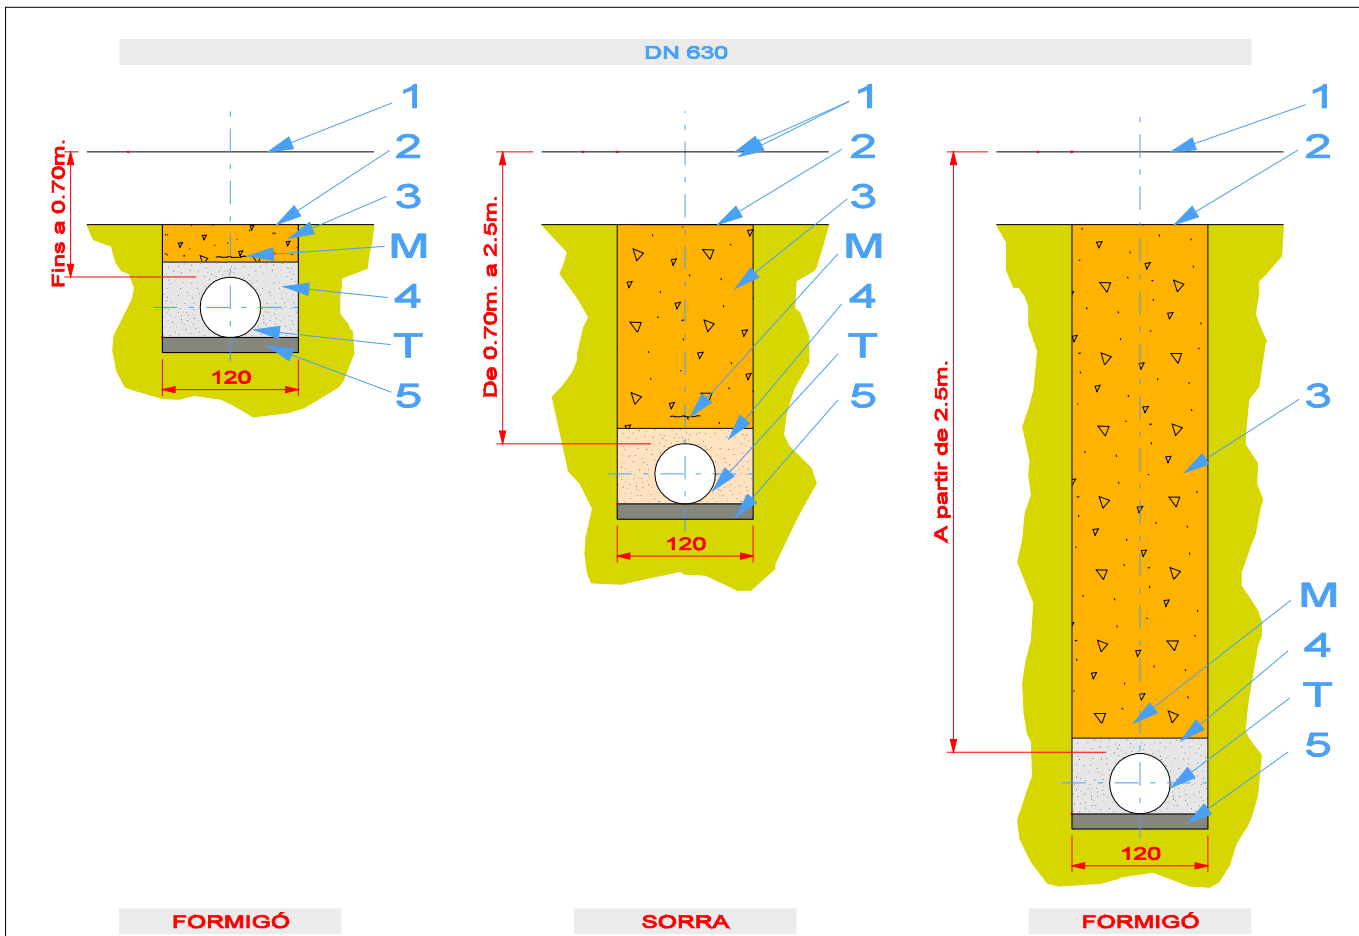 DN 630
1
2
3
M
4
T
5
Fins a 0.70m.
120
FORMIGÓ
1
2
3
M
4
T
5
De 0.70m. a 2.5m.
120
SORRA
1
2
3
M
4
T
5
A partir de 2.5m.
120
FORMIGÓ